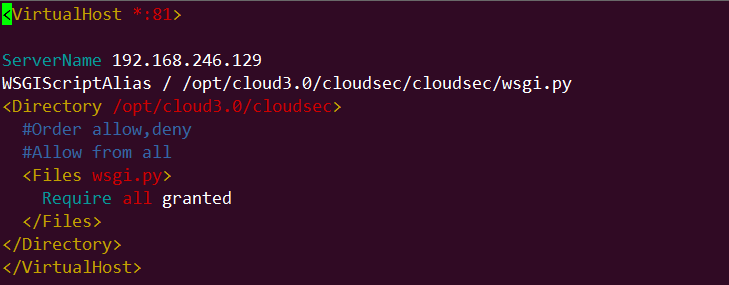 <VirtualHost *:81>
ServerName 192.168.246.129
WSGIScriptAlias / /opt/cloud3.0/cloudsec/cloudsec/wsgi.py
<Directory /opt/cloud3.0/cloudsec>
#Order allow,deny
#Allow from all
<Files wsgi.py>
Require all granted
</Files>
</Directory>
</VirtualHost>